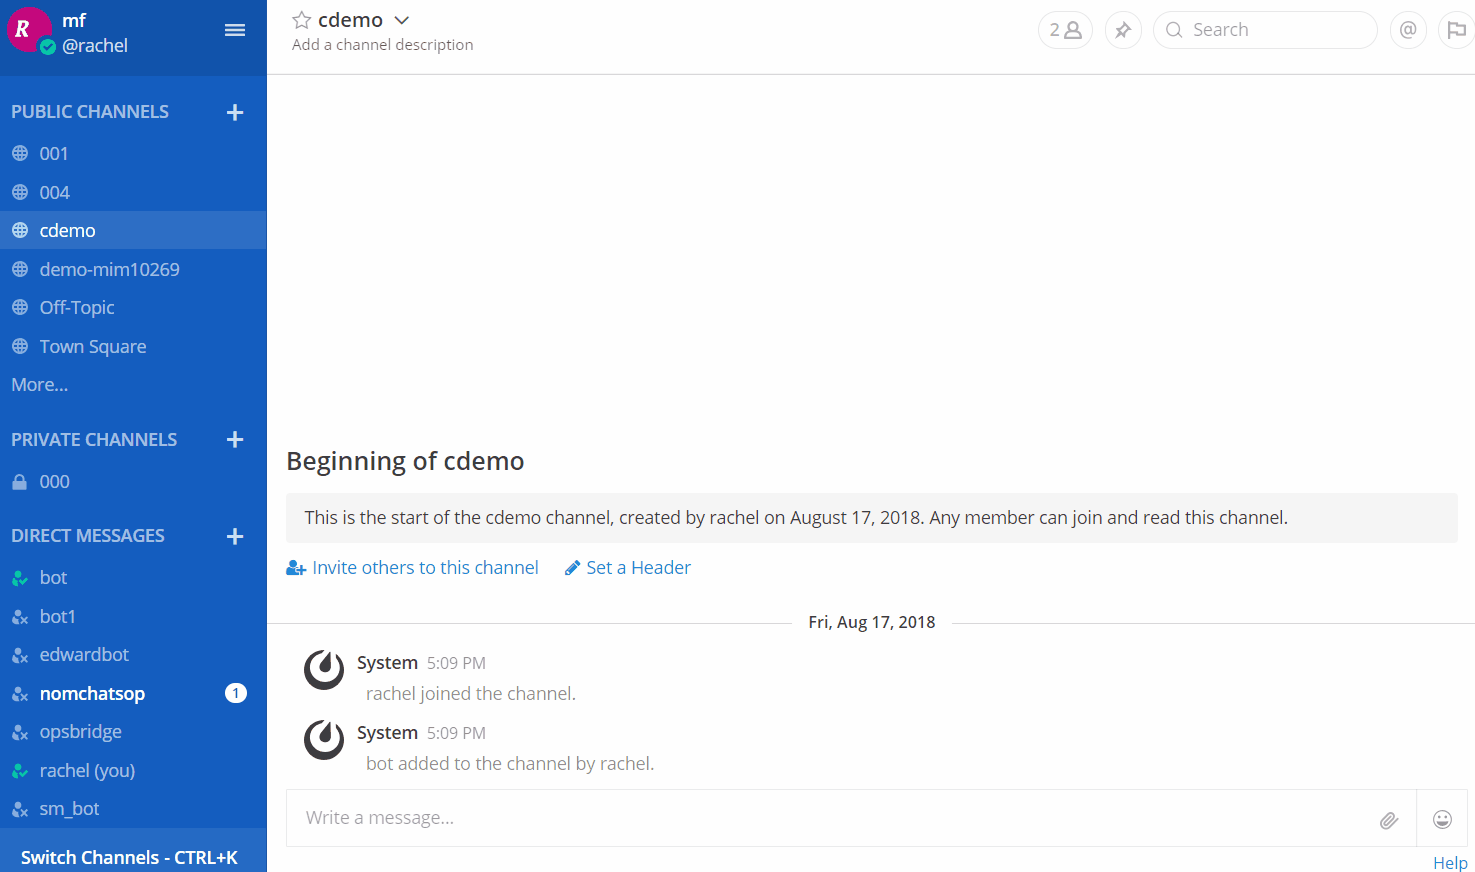 R
mf
@rachel
PUBLIC CHANNELS
001
004
cdemo
demo-mim10269
Off-Topic
Town Square
More...
PRIVATE CHANNELS
000
DIRECT MESSAGES
bot
bot1
edwardbot
nomchatsop 1
opsbridge
rachel (you)
sm_bot
Switch Channels - CTRL+K
cdemo
Add a channel description
2
Search
@
Beginning of cdemo
This is the start of the cdemo channel, created by rachel on August 17, 2018. Any member can join and read this channel.
Invite others to this channel Set a Header
Fri, Aug 17, 2018
System 5:09 PM
rachel joined the channel.
System 5:09 PM
bot added to the channel by rachel.
Write a message...
Help